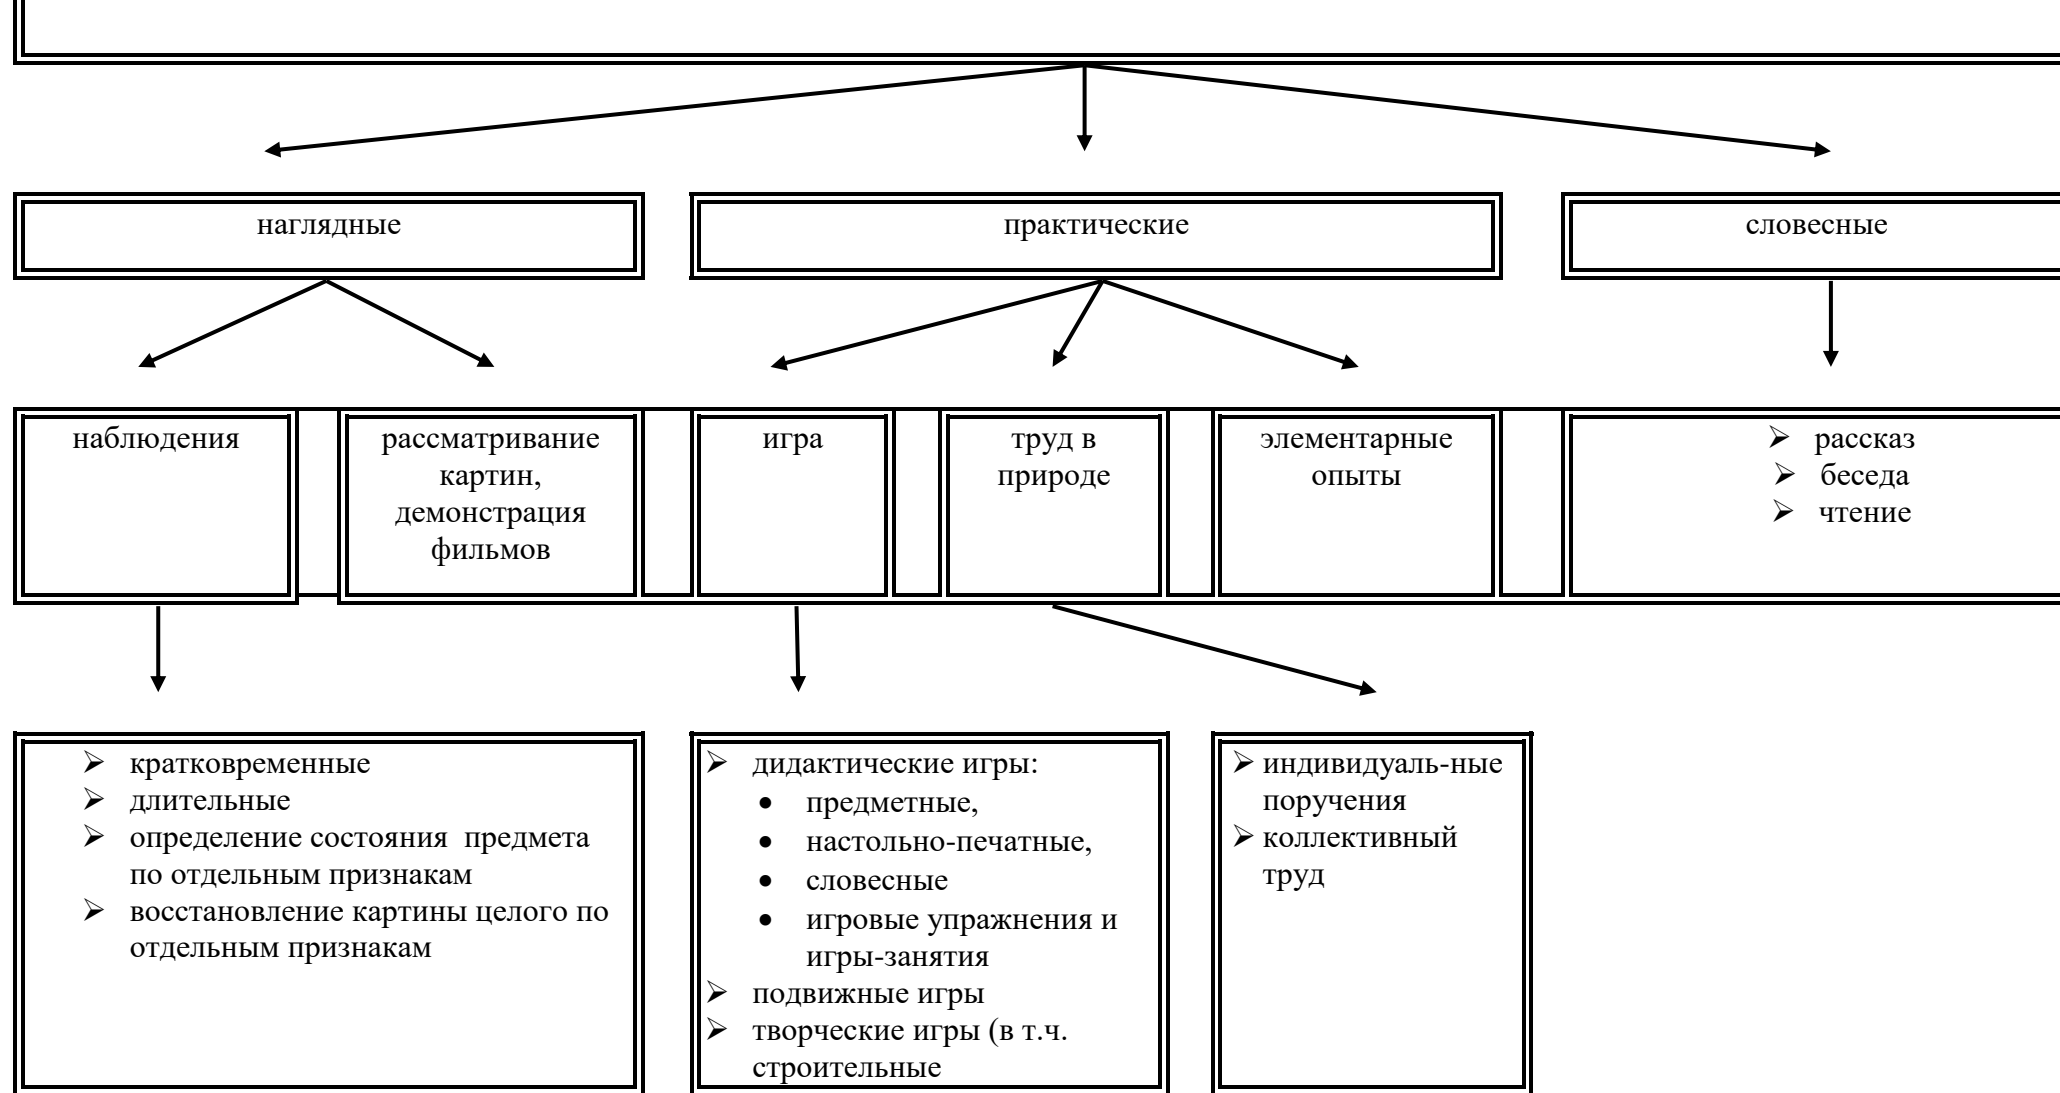 наглядные
практические
словесные
наблюдения
рассматривание
картин,
демонстрация
фильмов
игра
труд в
природе
элементарные
опыты
➢ рассказ
➢ беседа
➢ чтение
➢ кратковременные
➢ длительные
➢ определение состояния предмета
по отдельным признакам
➢ восстановление картины целого по
отдельным признакам
➢ дидактические игры:
• предметные,
• настольно-печатные,
• словесные
• игровые упражнения и
игры-занятия
➢ подвижные игры
➢ творческие игры (в т.ч.
строительные
➢ индивидуаль-ные
поручения
➢ коллективный
труд